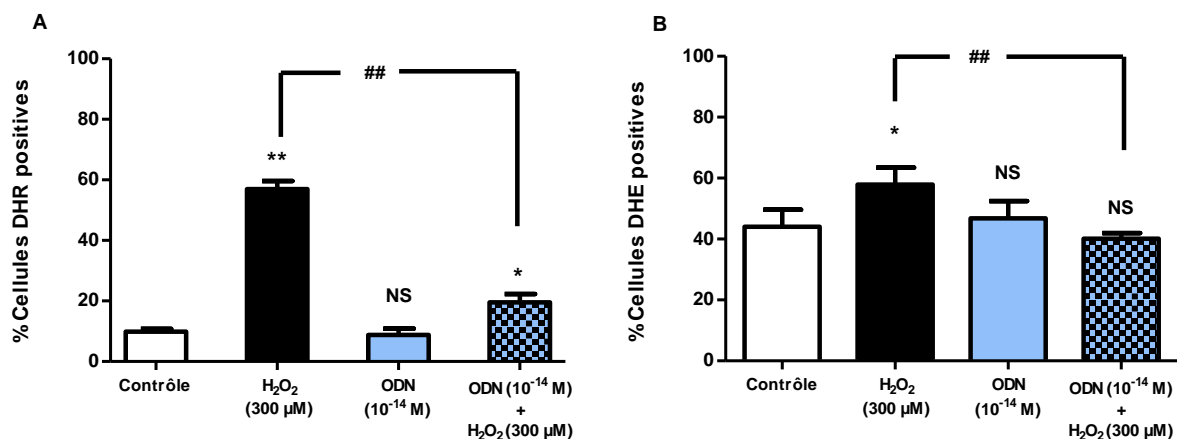 A
%Cellules DHR positives
100
80
60
40
20
0
##
**
NS
*
Contrôle
H₂O₂
(300 µM)
ODN
(10⁻¹⁴ M)
ODN (10⁻¹⁴ M)
+
H₂O₂ (300 µM)
B
%Cellules DHE positives
100
80
60
40
20
0
##
*
NS
NS
Contrôle
H₂O₂
(300 µM)
ODN
(10⁻¹⁴ M)
ODN (10⁻¹⁴ M)
+
H₂O₂ (300 µM)